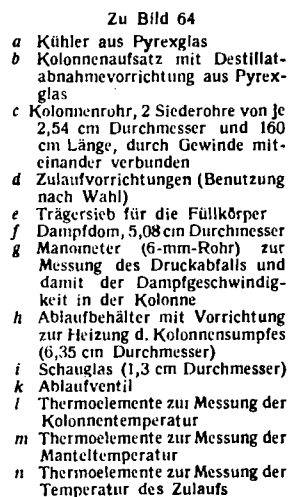 Zu Bild 64
a Kühler aus Pyrexglas
b Kolonnenaufsatz mit Destillat-
abnahmevorrichtung aus Pyrex-
glas
c Kolonnenrohr, 2 Siederohre von je
2,54 cm Durchmesser und 160
cm Länge, durch Gewinde mit-
einander verbunden
d Zulaufvorrichtungen (Benutzung
nach Wahl)
e Trägersieb für die Füllkörper
f Dampfdom, 5,08 cm Durchmesser
g Manometer (6-mm-Rohr) zur
Messung des Druckabfalls und
damit der Dampfgeschwindig-
keit in der Kolonne
h Ablaufbehälter mit Vorrichtung
zur Heizung d. Kolonnensumpfes
(6,35 cm Durchmesser)
i Schauglas (1,3 cm Durchmesser)
k Ablaufventil
l Thermoelemente zur Messung der
Kolonnentemperatur
m Thermoelemente zur Messung der
Manteltemperatur
n Thermoelemente zur Messung der
Temperatur des Zulaufs